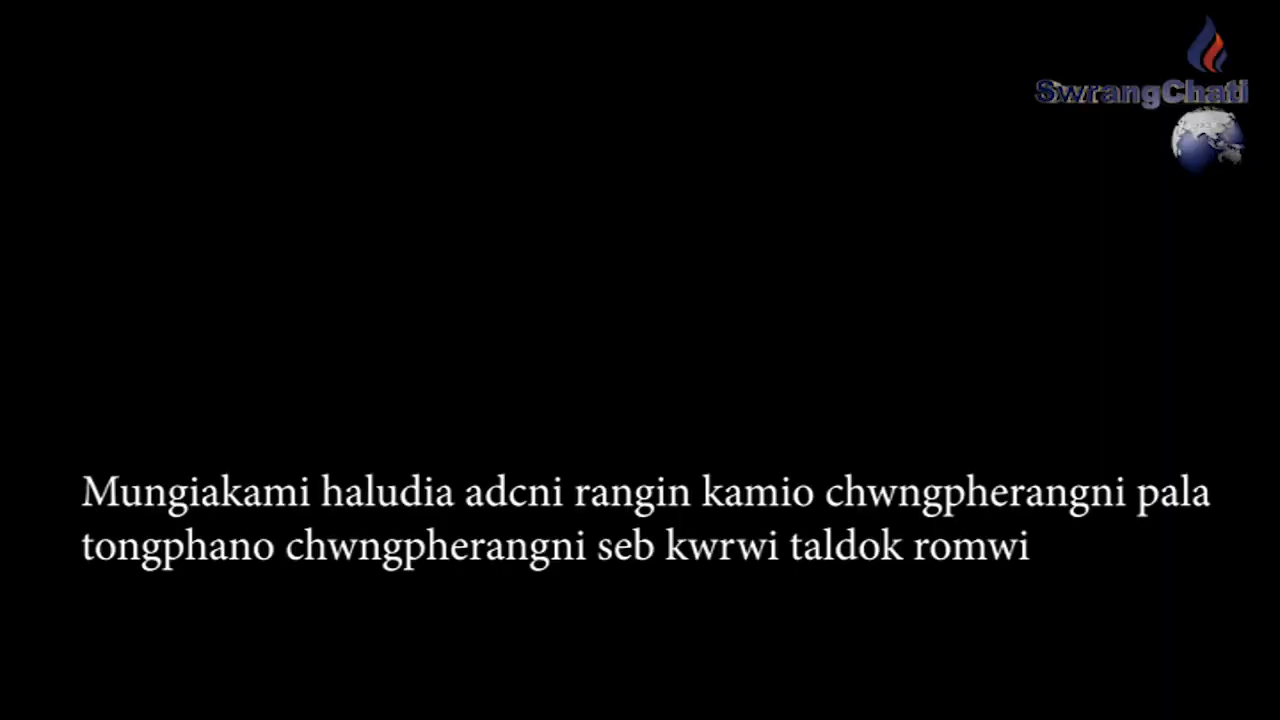 SwrangChati
Mungiakami haludia adcni rangin kamio chwngpherangni pala
tongphano chwngpherangni seb kwrwi taldok romwi